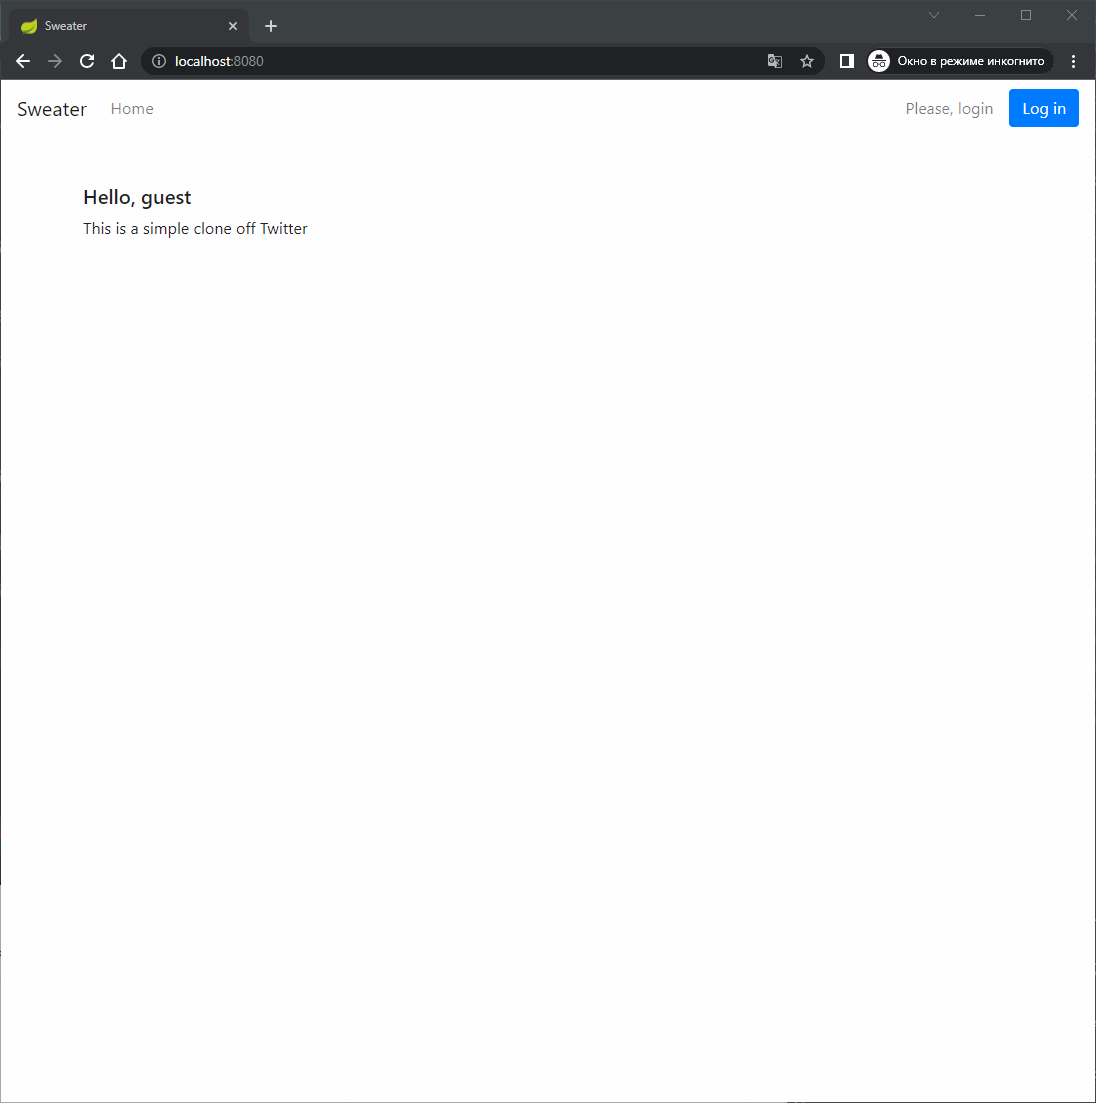 Sweater
localhost:8080
Окно в режиме инкогнито
Sweater Home Please, login Log in
Hello, guest
This is a simple clone off Twitter